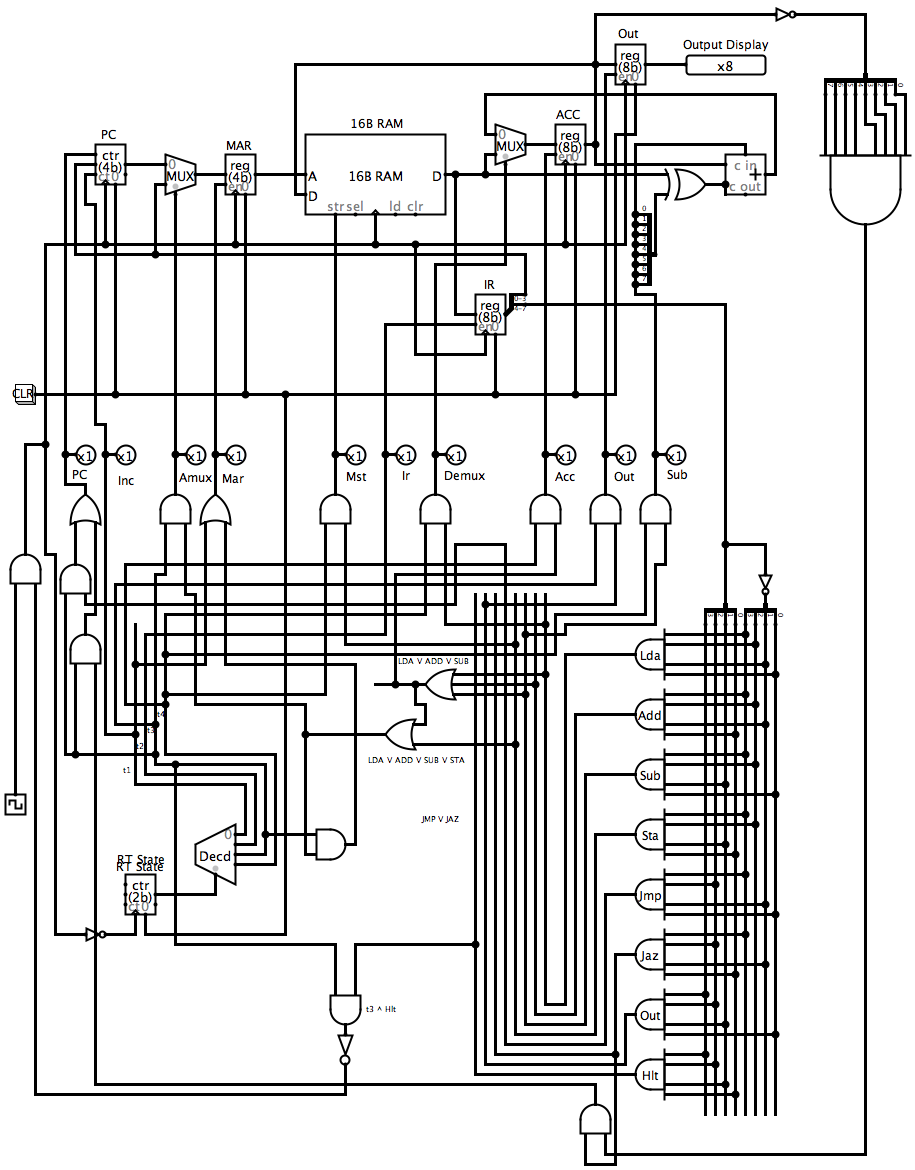 Out
Output Display
reg
(8b)
en0
x8
ACC
16B RAM
PC
MAR
ctr
(4b)
ct 0
0
MUX
reg
(4b)
en0
A
D
16B RAM
D
str sel
ld clr
0
MUX
reg
(8b)
en0
c in
+
c out
IR
reg
(8b)
en0
0-3
4-7
CLR
x1
x1
x1
x1
x1
x1
x1
x1
x1
x1
PC
Inc
Amux
Mar
Mst
Ir
Demux
Acc
Out
Sub
LDA V ADD V SUB
Lda
t4
Add
t3
t2
LDA V ADD V SUB V STA
t1
Sub
JMP V JAZ
0
Decd
Sta
RT State
RT State
ctr
(2b)
ct 0
Jmp
Jaz
t3 ^ Hlt
Out
Hlt